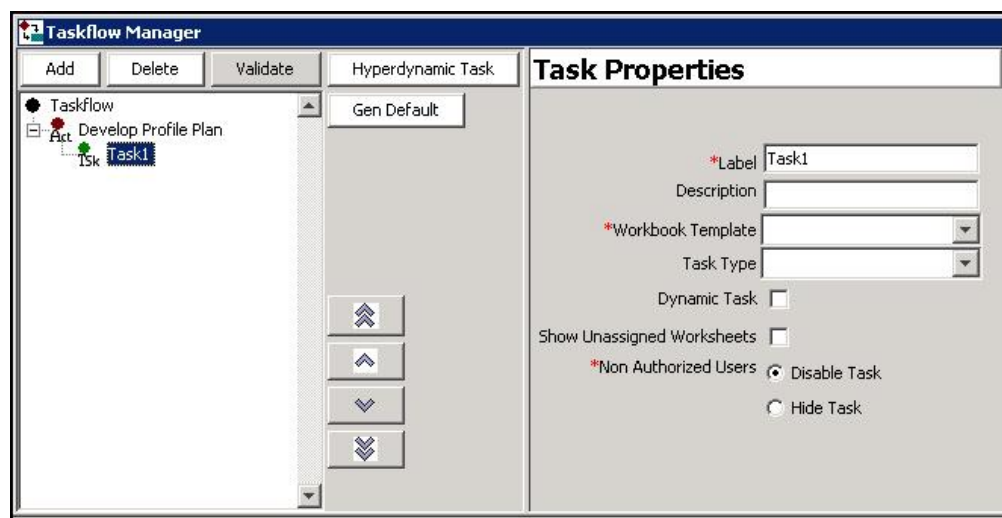 Taskflow Manager
Add Delete Validate Hyperdynamic Task
Gen Default
Taskflow
Act Develop Profile Plan
Tsk Task1
Task Properties
*Label Task1
Description
*Workbook Template
Task Type
Dynamic Task
Show Unassigned Worksheets
*Non Authorized Users Disable Task
Hide Task